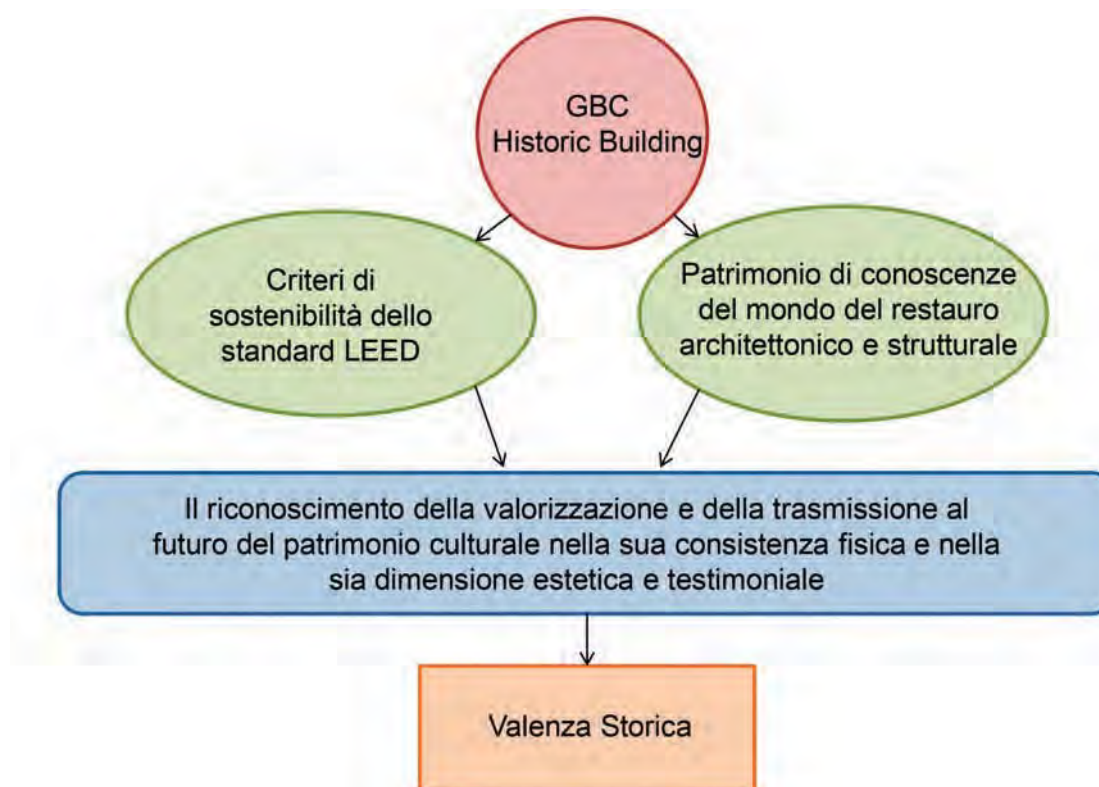 GBC
Historic Building
Criteri di
sostenibilità dello
standard LEED
Patrimonio di conoscenze
del mondo del restauro
architettonico e strutturale
Il riconoscimento della valorizzazione e della trasmissione al
futuro del patrimonio culturale nella sua consistenza fisica e nella
sia dimensione estetica e testimoniale
Valenza Storica